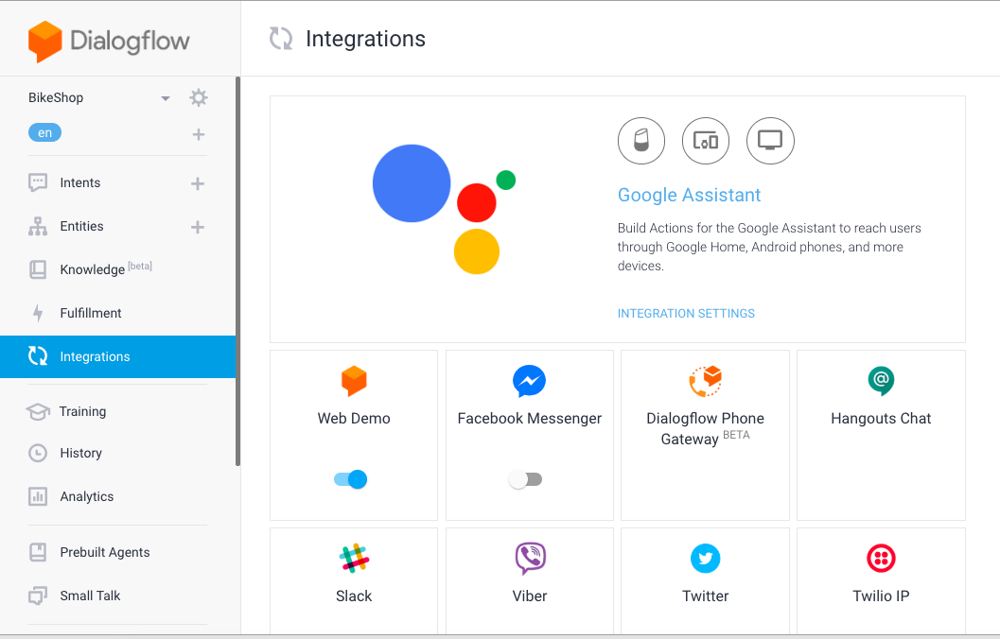 Dialogflow
Integrations
BikeShop
en
Intents
Entities
Knowledge [beta]
Fulfillment
Integrations
Training
History
Analytics
Prebuilt Agents
Small Talk
Google Assistant
Build Actions for the Google Assistant to reach users
through Google Home, Android phones, and more
devices.
INTEGRATION SETTINGS
Web Demo
Facebook Messenger
Dialogflow Phone
Gateway BETA
Hangouts Chat
Slack
Viber
Twitter
Twilio IP